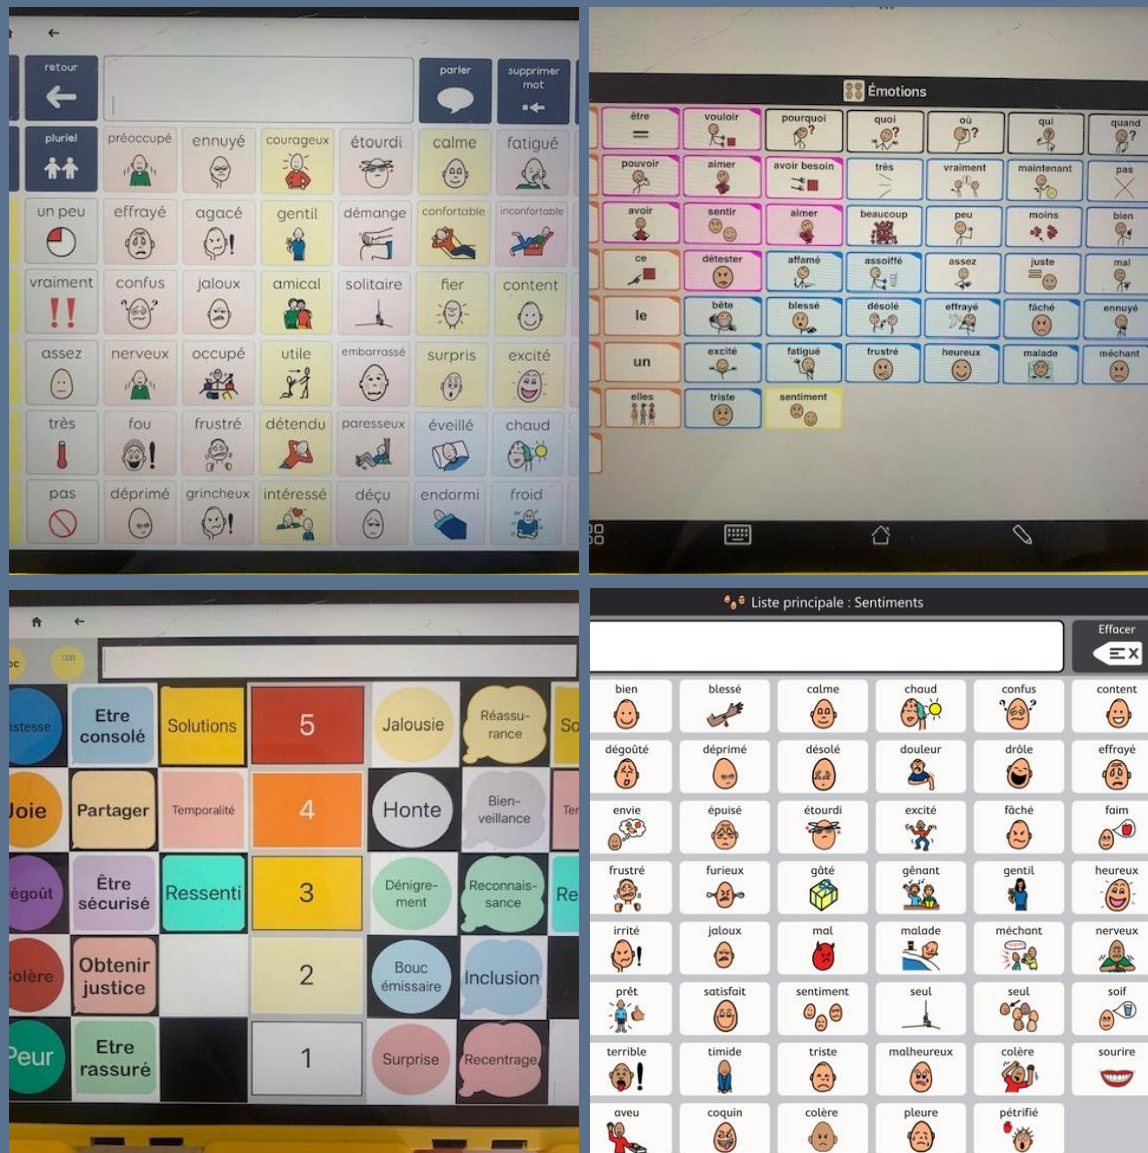 retour
parler
supprimer
mot
pluriel
préoccupé
ennuyé
courageux
étourdi
calme
fatigué
un peu
effrayé
agacé
gentil
démange
confortable
inconfortable
vraiment
confus
jaloux
amical
solitaire
fier
content
assez
nerveux
occupé
utile
embarrassé
surpris
excité
très
fou
frustré
détendu
paresseux
éveillé
chaud
pas
déprimé
grincheux
intéressé
déçu
endormi
froid
Émotions
être
vouloir
pourquoi
quoi
où
qui
quand
pouvoir
aimer
avoir besoin
très
vraiment
maintenant
pas
avoir
sentir
aimer
beaucoup
peu
moins
bien
ce
détester
affamé
assoiffé
assez
juste
mal
le
bête
blessé
désolé
effrayé
fâché
ennuyé
un
excité
fatigué
frustré
heureux
malade
méchant
elles
triste
sentiment
Etre
consolé
Solutions
5
Jalousie
Réassu-
rance
Joie
Partager
Temporalité
4
Honte
Bien-
veillance
Être
sécurisé
Ressenti
3
Dénigre-
ment
Reconnais-
sance
Obtenir
justice
2
Bouc
émissaire
Inclusion
Peur
Etre
rassuré
1
Surprise
Recentrage
Liste principale : Sentiments
Effacer
bien
blessé
calme
chaud
confus
content
dégoûté
déprimé
désolé
douleur
drôle
effrayé
envie
épuisé
étourdi
excité
fâché
faim
frustré
furieux
gâté
gênant
gentil
heureux
irrité
jaloux
mal
malade
méchant
nerveux
prêt
satisfait
sentiment
seul
seul
soif
terrible
timide
triste
malheureux
colère
sourire
aveu
coquin
colère
pleure
pétrifié